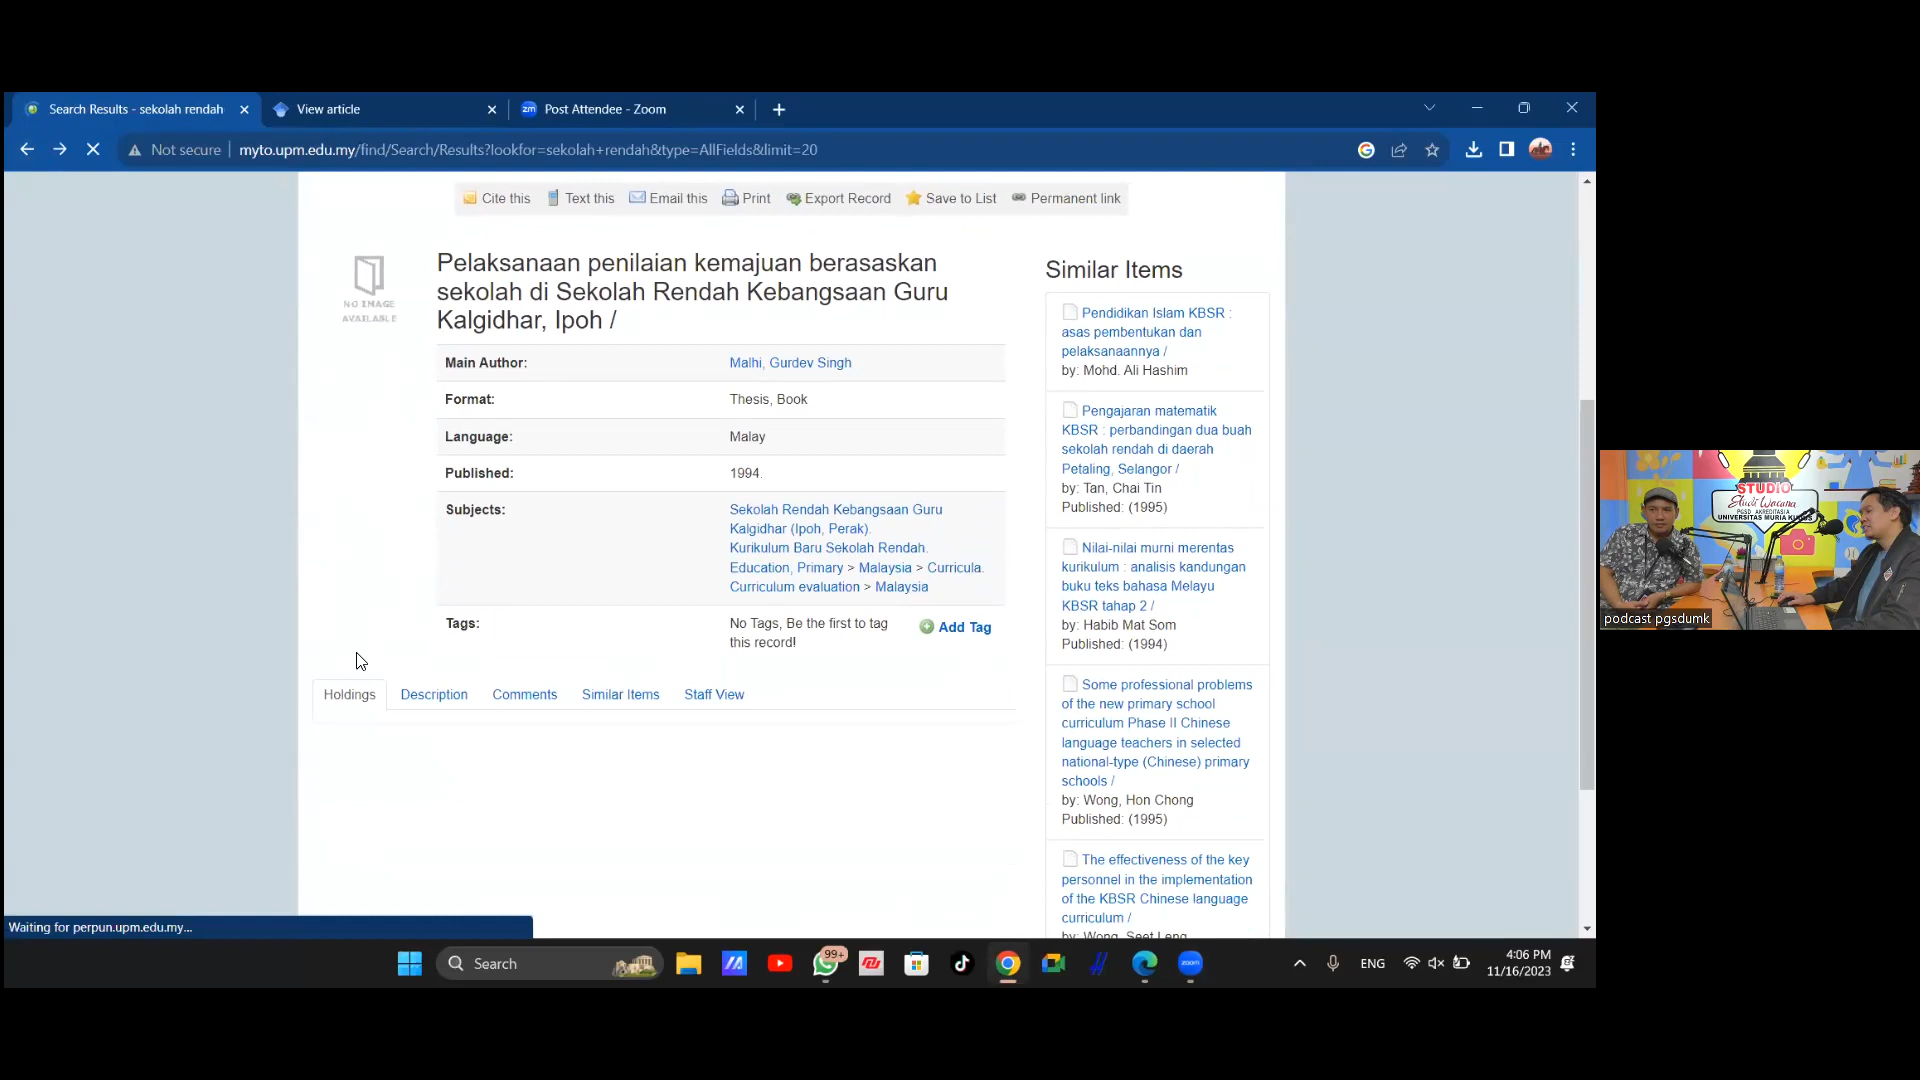 Search Results - sekolah rendah
View article
Post Attendee - Zoom
Not secure
myto.upm.edu.my/find/Search/Results?lookfor=sekolah+rendah&type=AllFields&limit=20
Cite this
Text this
Email this
Print
Export Record
Save to List
Permanent link
NO IMAGE
AVAILABLE
Pelaksanaan penilaian kemajuan berasaskan
sekolah di Sekolah Rendah Kebangsaan Guru
Kalgidhar, Ipoh /
Main Author: Malhi, Gurdev Singh
Format: Thesis, Book
Language: Malay
Published: 1994.
Subjects: Sekolah Rendah Kebangsaan Guru
Kalgidhar (Ipoh, Perak).
Kurikulum Baru Sekolah Rendah.
Education, Primary > Malaysia > Curricula.
Curriculum evaluation > Malaysia
Tags: No Tags, Be the first to tag
this record!
Add Tag
Holdings
Description
Comments
Similar Items
Staff View
Similar Items
Pendidikan Islam KBSR :
asas pembentukan dan
pelaksanaannya /
by: Mohd. Ali Hashim
Pengajaran matematik
KBSR : perbandingan dua buah
sekolah rendah di daerah
Petaling, Selangor /
by: Tan, Chai Tin
Published: (1995)
Nilai-nilai murni merentas
kurikulum : analisis kandungan
buku teks bahasa Melayu
KBSR tahap 2 /
by: Habib Mat Som
Published: (1994)
Some professional problems
of the new primary school
curriculum Phase II Chinese
language teachers in selected
national-type (Chinese) primary
schools /
by: Wong, Hon Chong
Published: (1995)
The effectiveness of the key
personnel in the implementation
of the KBSR Chinese language
curriculum /
by: Wong, Seet Leng
Waiting for perpun.upm.edu.my...
Search
99+
zoom
ENG
4:06 PM
11/16/2023
STUDIO
PGSD AKREDITASI A
UNIVERSITAS MURIA KUDUS
podcast pgsdumk